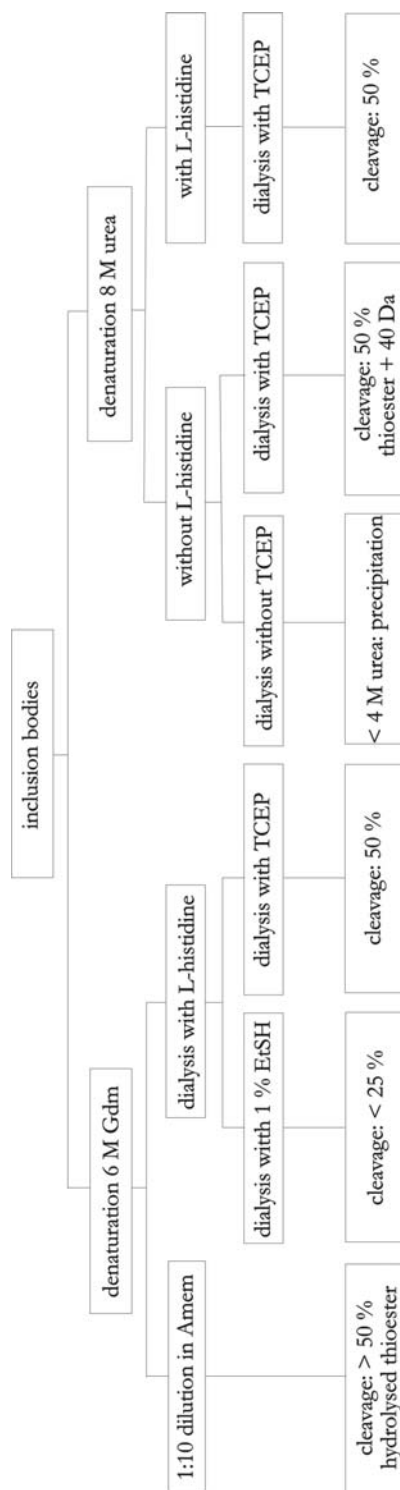 inclusion bodies
denaturation 6 M Gdm
denaturation 8 M urea
1:10 dilution in Amem
dialysis with L-histidine
without L-histidine
with L-histidine
dialysis witth 1 % EtSH
dialysis with TCEP
dialysis without TCEP
dialysis with TCEP
dialysis with TCEP
cleavage: > 50 %
hydrolysed thioester
cleavage: < 25 %
cleavage: 50 %
< 4 M urea: precipitation
cleavage: 50 %
thioester + 40 Da
cleavage: 50 %